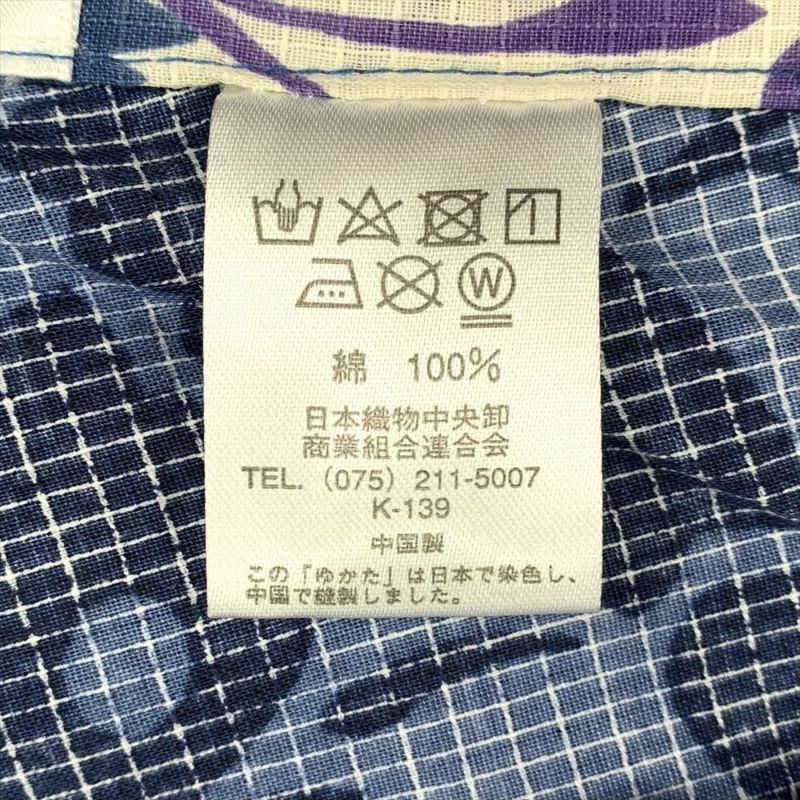 W
綿 100%
日本織物中央卸
商業組合連合会
TEL. (075) 211-5007
K-139
中国製
この「ゆかた」は日本で染色し、
中国で縫製しました。